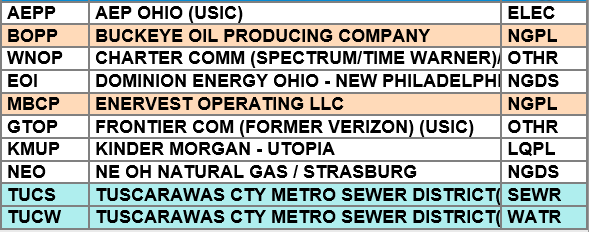 AEPP AEP OHIO (USIC) ELEC
BOPP BUCKEYE OIL PRODUCING COMPANY NGPL
WNOP CHARTER COMM (SPECTRUM/TIME WARNER)/ OTHR
EOI DOMINION ENERGY OHIO - NEW PHILADELPHI NGDS
MBCP ENERVEST OPERATING LLC NGPL
GTOP FRONTIER COM (FORMER VERIZON) (USIC) OTHR
KMUP KINDER MORGAN - UTOPIA LQPL
NEO NE OH NATURAL GAS / STRASBURG NGDS
TUCS TUSCARAWAS CTY METRO SEWER DISTRICT( SEWR
TUCW TUSCARAWAS CTY METRO SEWER DISTRICT( WATR